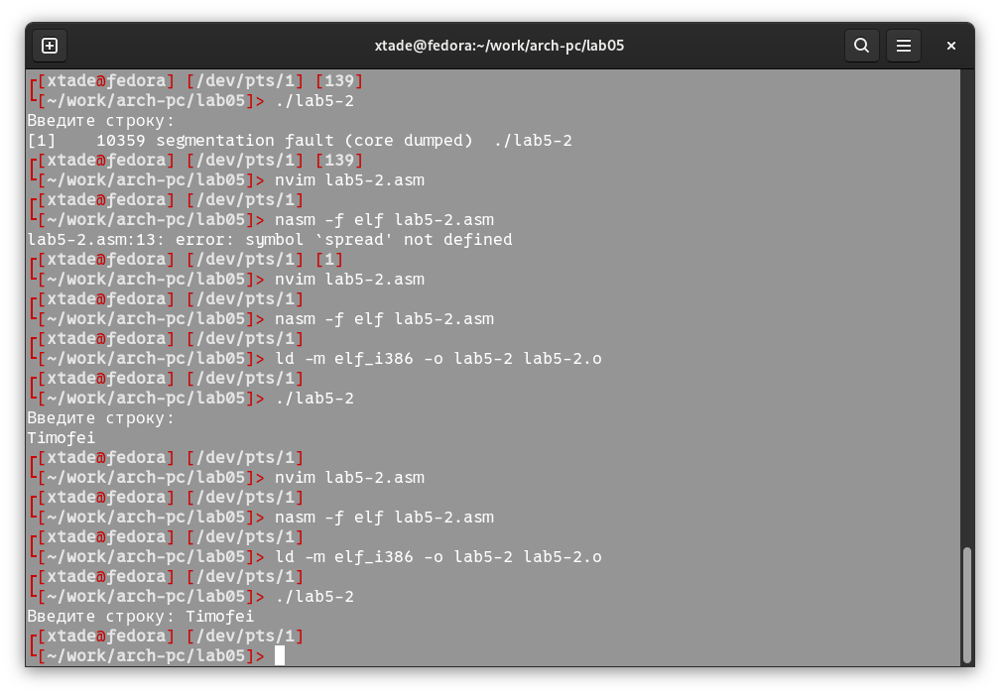 xtade@fedora:~/work/arch-pc/lab05
[xtade@fedora] [/dev/pts/1] [139]
[~/work/arch-pc/lab05]> ./lab5-2
Введите строку:
[1]    10359 segmentation fault (core dumped)  ./lab5-2
[xtade@fedora] [/dev/pts/1] [139]
[~/work/arch-pc/lab05]> nvim lab5-2.asm
[xtade@fedora] [/dev/pts/1]
[~/work/arch-pc/lab05]> nasm -f elf lab5-2.asm
lab5-2.asm:13: error: symbol `spread' not defined
[xtade@fedora] [/dev/pts/1] [1]
[~/work/arch-pc/lab05]> nvim lab5-2.asm
[xtade@fedora] [/dev/pts/1]
[~/work/arch-pc/lab05]> nasm -f elf lab5-2.asm
[xtade@fedora] [/dev/pts/1]
[~/work/arch-pc/lab05]> ld -m elf_i386 -o lab5-2 lab5-2.o
[xtade@fedora] [/dev/pts/1]
[~/work/arch-pc/lab05]> ./lab5-2
Введите строку:
Timofei
[xtade@fedora] [/dev/pts/1]
[~/work/arch-pc/lab05]> nvim lab5-2.asm
[xtade@fedora] [/dev/pts/1]
[~/work/arch-pc/lab05]> nasm -f elf lab5-2.asm
[xtade@fedora] [/dev/pts/1]
[~/work/arch-pc/lab05]> ld -m elf_i386 -o lab5-2 lab5-2.o
[xtade@fedora] [/dev/pts/1]
[~/work/arch-pc/lab05]> ./lab5-2
Введите строку: Timofei
[xtade@fedora] [/dev/pts/1]
[~/work/arch-pc/lab05]>